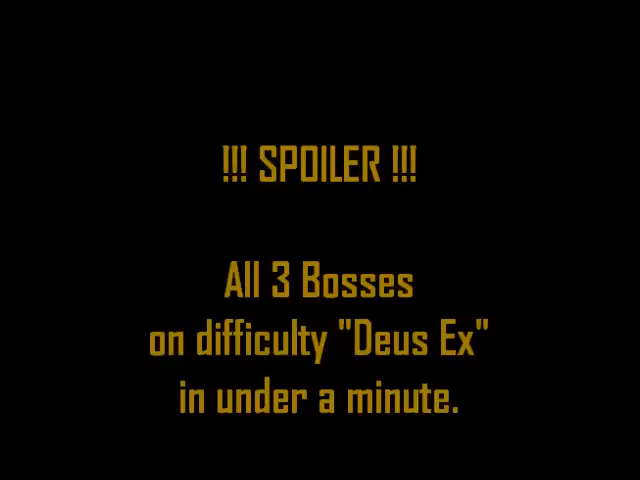 !!! SPOILER !!!
All 3 Bosses
on difficulty "Deus Ex"
in under a minute.